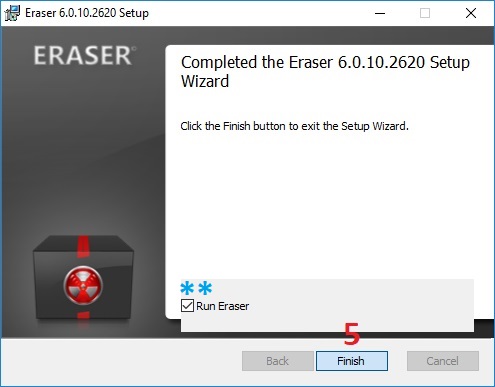 Eraser 6.0.10.2620 Setup
ERASER
Completed the Eraser 6.0.10.2620 Setup
Wizard
Click the Finish button to exit the Setup Wizard.
**
Run Eraser
5
Back Finish Cancel